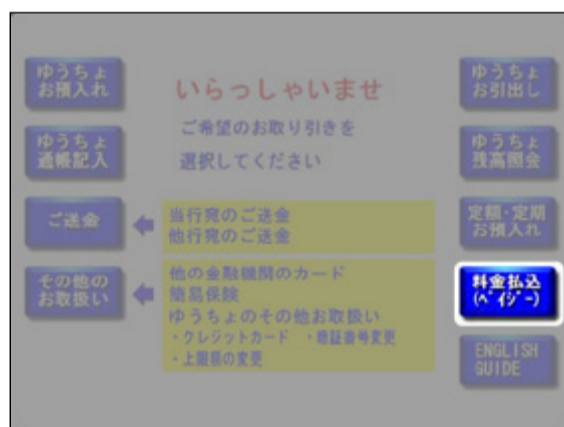 ゆうちょ
お預入れ
いらっしゃいませ
ゆうちょ
お引出し
ゆうちょ
通帳記入
ご希望のお取り引きを
選択してください
ゆうちょ
残高照会
ご送金
当行宛のご送金
他行宛のご送金
定額・定期
お預入れ
その他の
お取扱い
他の金融機関のカード
簡易保険
ゆうちょのその他お取扱い
・クレジットカード ・暗証番号変更
・上限額の変更
料金払込
(ペイジー)
ENGLISH
GUIDE